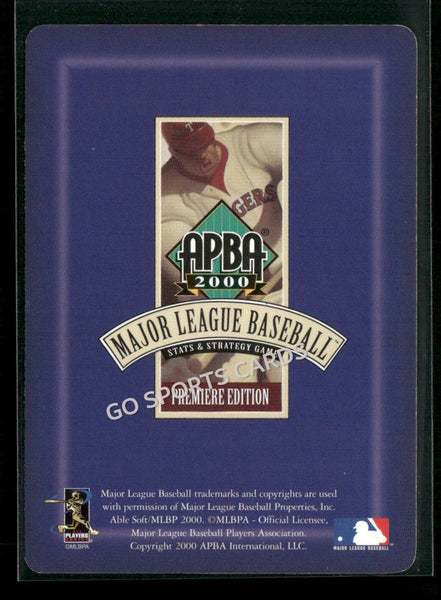 T
GERS
APBA®
2000
MAJOR LEAGUE BASEBALL™
STATS & STRATEGY GAME
GO SPORTS CARDS
PREMIERE EDITION
Major League Baseball trademarks and copyrights are used
with permission of Major League Baseball Properties, Inc.
Able Soft/MLBP 2000. ©MLBPA - Official Licensee,
Major League Baseball Players Association.
Copyright 2000 APBA International, LLC.
PLAYERS
©MLBPA
MAJOR LEAGUE BASEBALL